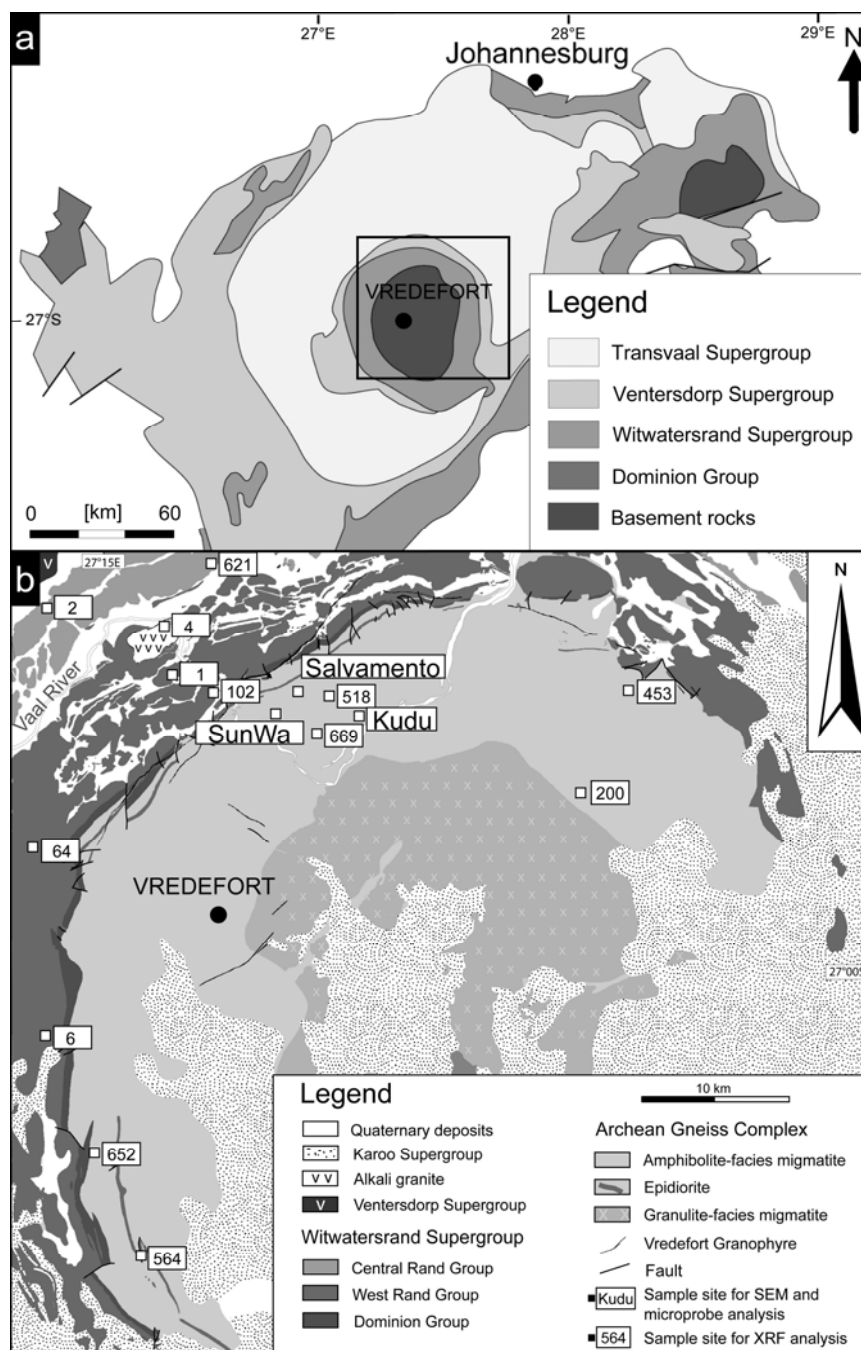 a
27°E
28°E
29°E
N
Johannesburg
VREDEFORT
27°S
0 [km] 60
Legend
Transvaal Supergroup
Ventersdorp Supergroup
Witwatersrand Supergroup
Dominion Group
Basement rocks
b
V
27°15E
621
N
2
4
V V V
V V V
Vaal River
1
102
Salvamento
518
453
SunWa
669
Kudu
200
64
VREDEFORT
27°00S
6
652
564
Legend
Quaternary deposits
Karoo Supergroup
V V Alkali granite
V Ventersdorp Supergroup
Witwatersrand Supergroup
Central Rand Group
West Rand Group
Dominion Group
10 km
Archean Gneiss Complex
Amphibolite-facies migmatite
Epidiorite
X X Granulite-facies migmatite
Vredefort Granophyre
Fault
Kudu Sample site for SEM and
microprobe analysis
564 Sample site for XRF analysis